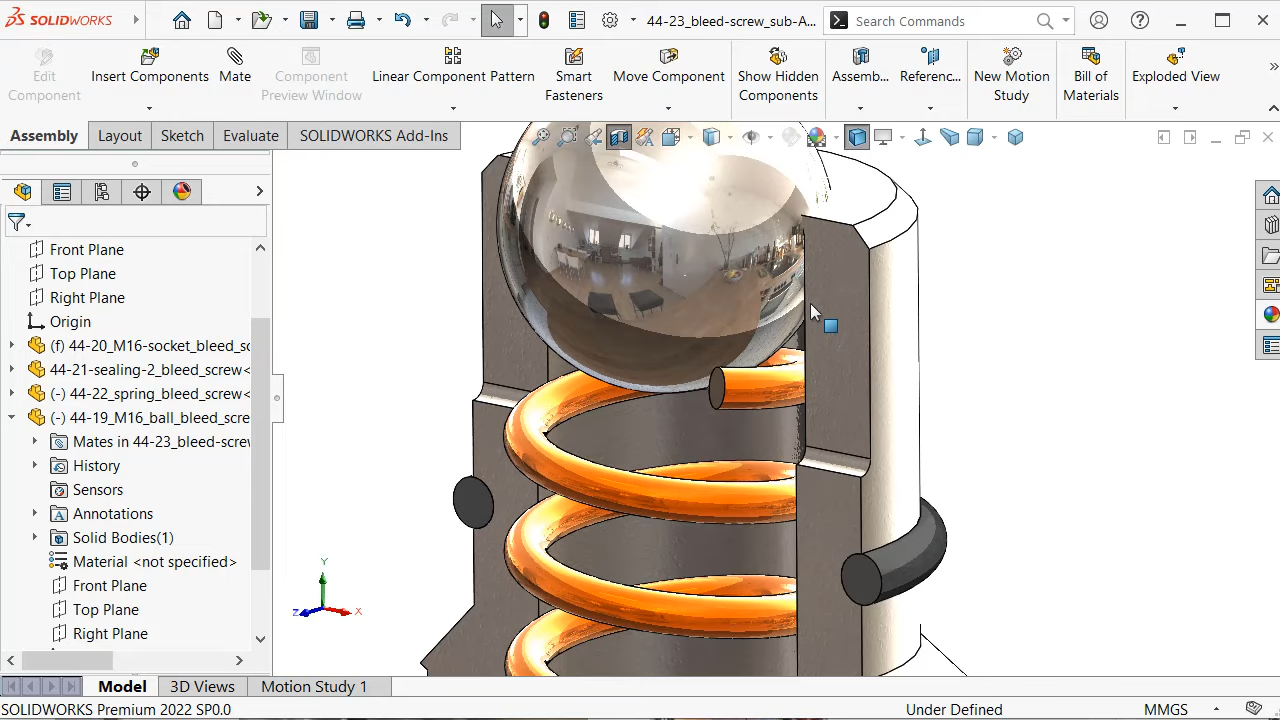 SOLIDWORKS
44-23_bleed-screw_sub-A...
Search Commands
Edit Component
Insert Components
Mate
Component Preview Window
Linear Component Pattern
Smart Fasteners
Move Component
Show Hidden Components
Assemb...
Referenc...
New Motion Study
Bill of Materials
Exploded View
Assembly
Layout
Sketch
Evaluate
SOLIDWORKS Add-Ins
Front Plane
Top Plane
Right Plane
Origin
(f) 44-20_M16-socket_bleed_sc
44-21-sealing-2_bleed_screw<
(-) 44-22_spring_bleed_screw<
(-) 44-19_M16_ball_bleed_screw
Mates in 44-23_bleed-screw
History
Sensors
Annotations
Solid Bodies(1)
Material <not specified>
Front Plane
Top Plane
Right Plane
Y
Z
X
Model
3D Views
Motion Study 1
SOLIDWORKS Premium 2022 SP0.0
Under Defined
MMGS